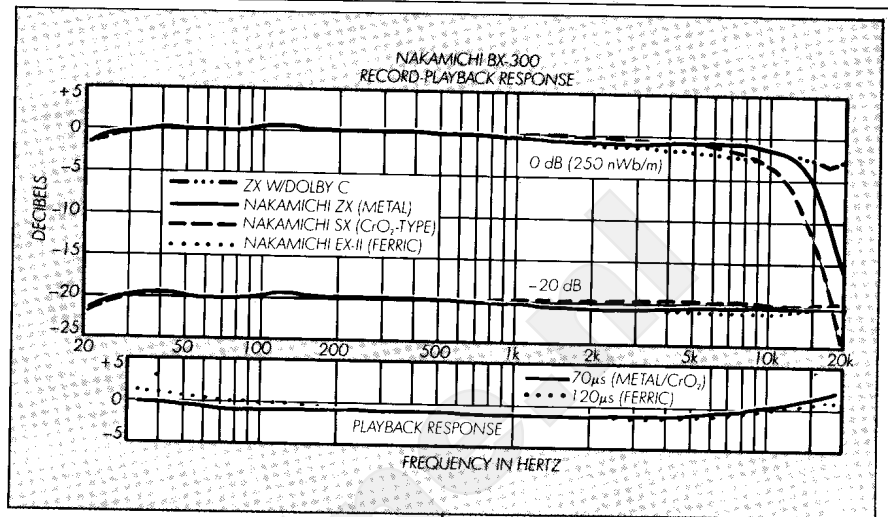 NAKAMICHI BX-300
RECORD-PLAYBACK RESPONSE
+5
0
-5
-10
-15
-20
-25
DECIBELS
0 dB (250 nWb/m)
ZX W/DOLBY C
NAKAMICHI ZX (METAL)
NAKAMICHI SX (CrO₂-TYPE)
NAKAMICHI EX-II (FERRIC)
-20 dB
20 50 100 200 500 1k 2k 5k 10k 20k
+5
0
-5
70µs (METAL/CrO₂)
120µs (FERRIC)
PLAYBACK RESPONSE
FREQUENCY IN HERTZ